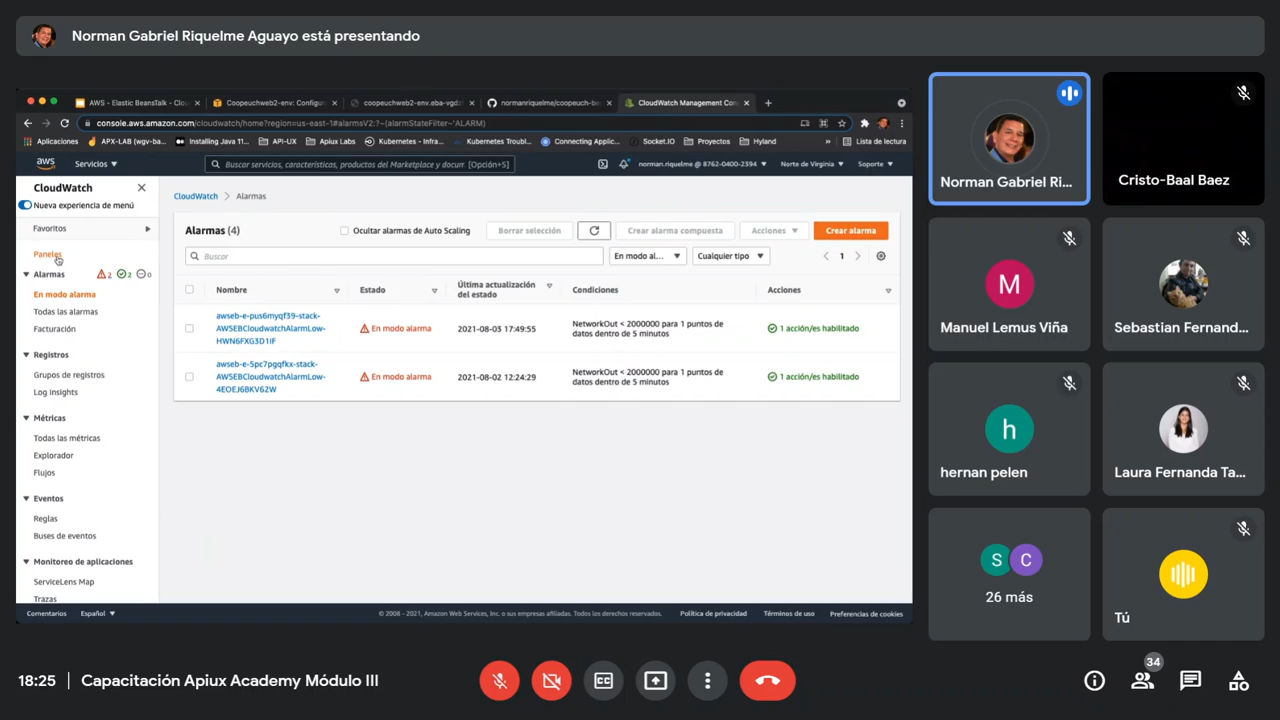 Norman Gabriel Riquelme Aguayo está presentando
AWS - Elastic BeansTalk - Clou
Coopeuchweb2-env: Configur
coopeuchweb2-env.eba-vgdz
normanriquelme/coopeuch-be
CloudWatch Management Con
console.aws.amazon.com/cloudwatch/home?region=us-east-1#alarmsV2:?~(alarmStateFilter~'ALARM)
Aplicaciones
APX-LAB (wgv-ba...
Installing Java 11...
API-UX
Apiux Labs
Kubernetes - Infra...
Kubernetes Troubl...
Connecting Applic...
Socket.IO
Proyectos
Hyland
»
Lista de lectura
aws
Servicios
Buscar servicios, características, productos del Marketplace y docum [Opción+S]
norman.riquelme @ 8762-0400-2394
Norte de Virginia
Soporte
CloudWatch
Nueva experiencia de menú
Favoritos
Paneles
Alarmas 2 2 0
En modo alarma
Todas las alarmas
Facturación
Registros
Grupos de registros
Log Insights
Métricas
Todas las métricas
Explorador
Flujos
Eventos
Reglas
Buses de eventos
Monitoreo de aplicaciones
ServiceLens Map
Trazas
CloudWatch > Alarmas
Alarmas (4)
Ocultar alarmas de Auto Scaling
Borrar selección
Crear alarma compuesta
Acciones
Crear alarma
Buscar
En modo al...
Cualquier tipo
1
Nombre
Estado
Última actualización
del estado
Condiciones
Acciones
awseb-e-pus6myqf39-stack-
AWSEBCloudwatchAlarmLow-
HWN6FXG3D1IF
En modo alarma
2021-08-03 17:49:55
NetworkOut < 2000000 para 1 puntos de
datos dentro de 5 minutos
1 acción/es habilitado
awseb-e-5pc7pgqfkx-stack-
AWSEBCloudwatchAlarmLow-
4EOEJ6BKV62W
En modo alarma
2021-08-02 12:24:29
NetworkOut < 2000000 para 1 puntos de
datos dentro de 5 minutos
1 acción/es habilitado
Comentarios
Español
© 2008 - 2021, Amazon Web Services, Inc. o sus empresas afiliadas. Todos los derechos reservados.
Política de privacidad
Términos de uso
Preferencias de cookies
Norman Gabriel Ri...
Cristo-Baal Baez
M
Manuel Lemus Viña
Sebastian Fernand...
h
hernan pelen
Laura Fernanda Ta...
S
C
26 más
Tú
18:25 | Capacitación Apiux Academy Módulo III
34